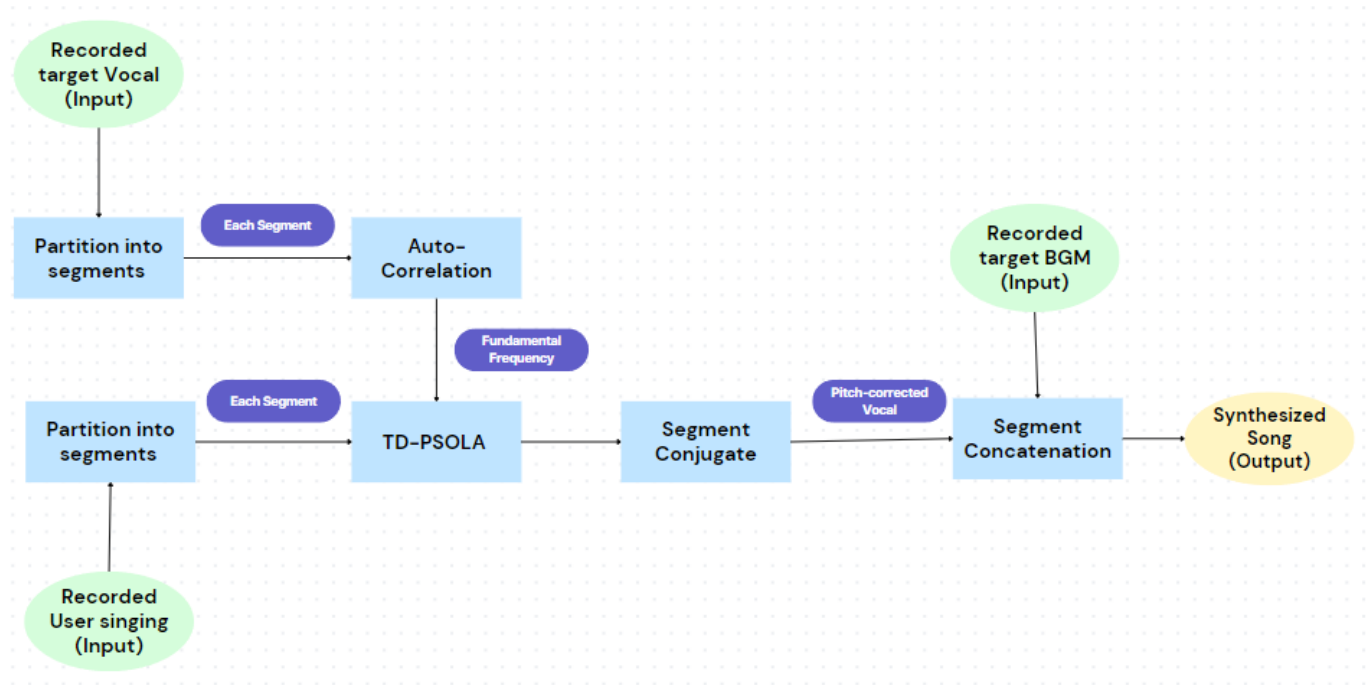 Recorded
target Vocal
(Input)
Partition into
segments
Each Segment
Auto-
Correlation
Recorded
target BGM
(Input)
Fundamental
Frequency
Partition into
segments
Each Segment
TD-PSOLA
Segment
Conjugate
Pitch-corrected
Vocal
Segment
Concatenation
Synthesized
Song
(Output)
Recorded
User singing
(Input)